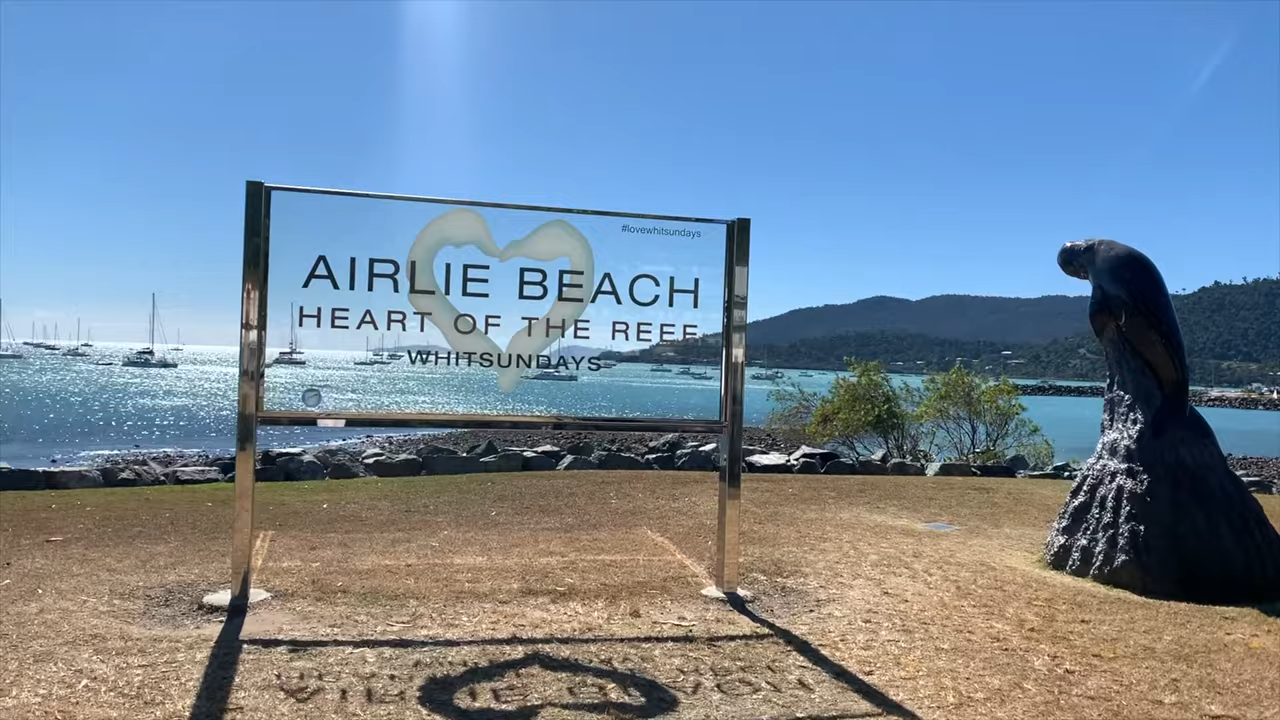 #lovewhitsundays
AIRLIE BEACH
HEART OF THE REEF
WHITSUNDAYS